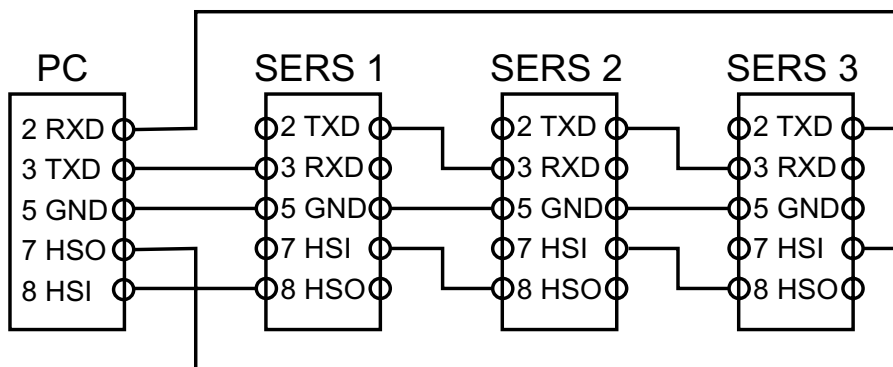 PC
2 RXD
3 TXD
5 GND
7 HSO
8 HSI
SERS 1
2 TXD
3 RXD
5 GND
7 HSI
8 HSO
SERS 2
2 TXD
3 RXD
5 GND
7 HSI
8 HSO
SERS 3
2 TXD
3 RXD
5 GND
7 HSI
8 HSO